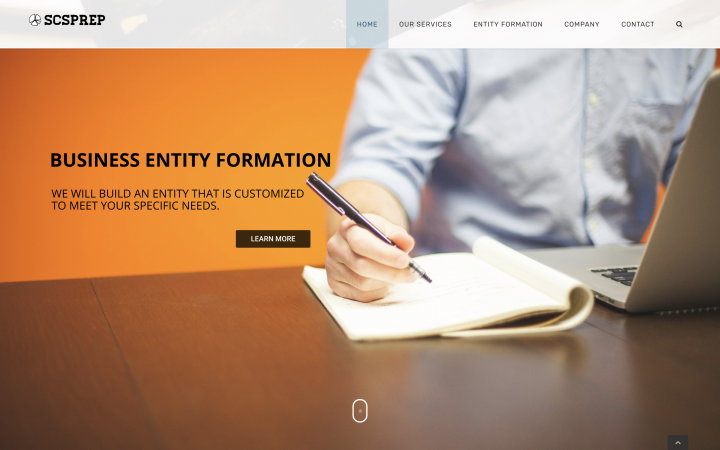 SCSPREP
HOME
OUR SERVICES
ENTITY FORMATION
COMPANY
CONTACT
BUSINESS ENTITY FORMATION
WE WILL BUILD AN ENTITY THAT IS CUSTOMIZED
TO MEET YOUR SPECIFIC NEEDS.
LEARN MORE